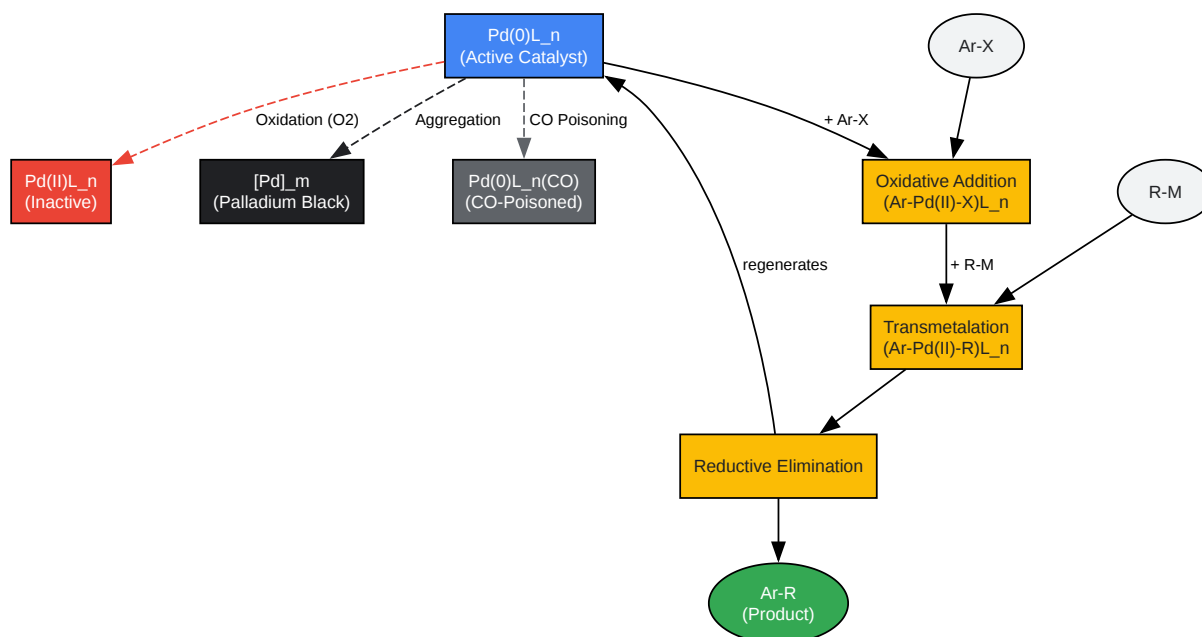 Pd(0)L_n
(Active Catalyst)
Ar-X
Oxidation (O2)
Aggregation
CO Poisoning
+ Ar-X
Pd(II)L_n
(Inactive)
[Pd]_m
(Palladium Black)
Pd(0)L_n(CO)
(CO-Poisoned)
Oxidative Addition
(Ar-Pd(II)-X)L_n
R-M
regenerates
+ R-M
Transmetalation
(Ar-Pd(II)-R)L_n
Reductive Elimination
Ar-R
(Product)